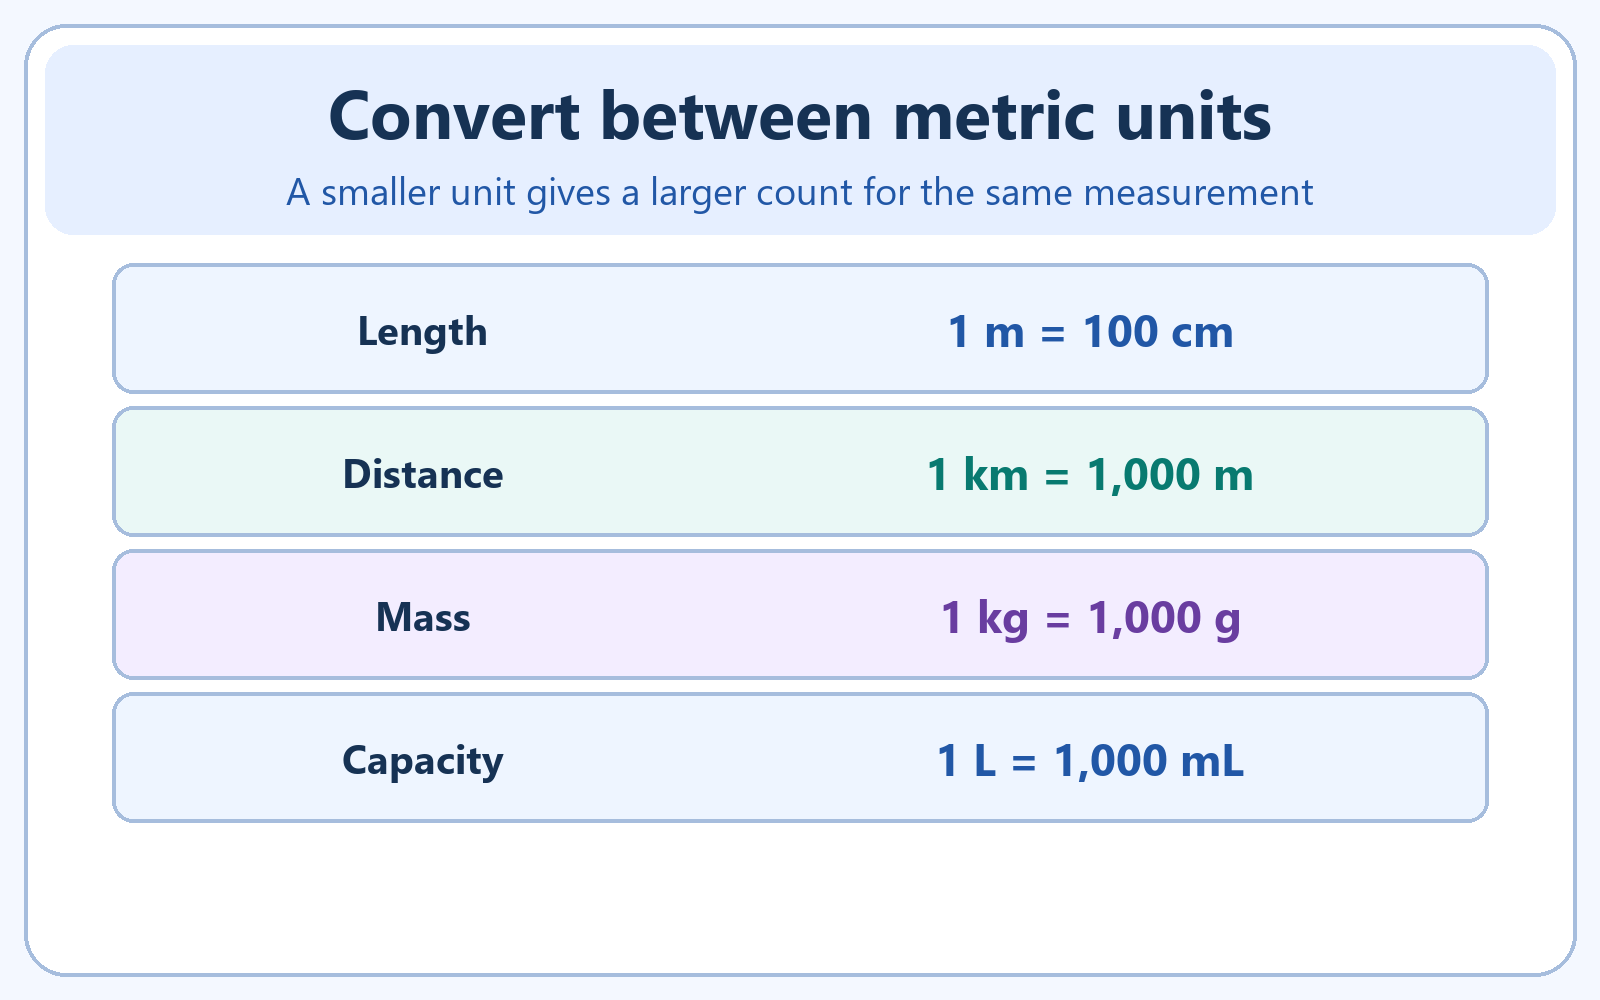 Convert between metric units
A smaller unit gives a larger count for the same measurement
Length 1 m = 100 cm
Distance 1 km = 1,000 m
Mass 1 kg = 1,000 g
Capacity 1 L = 1,000 mL